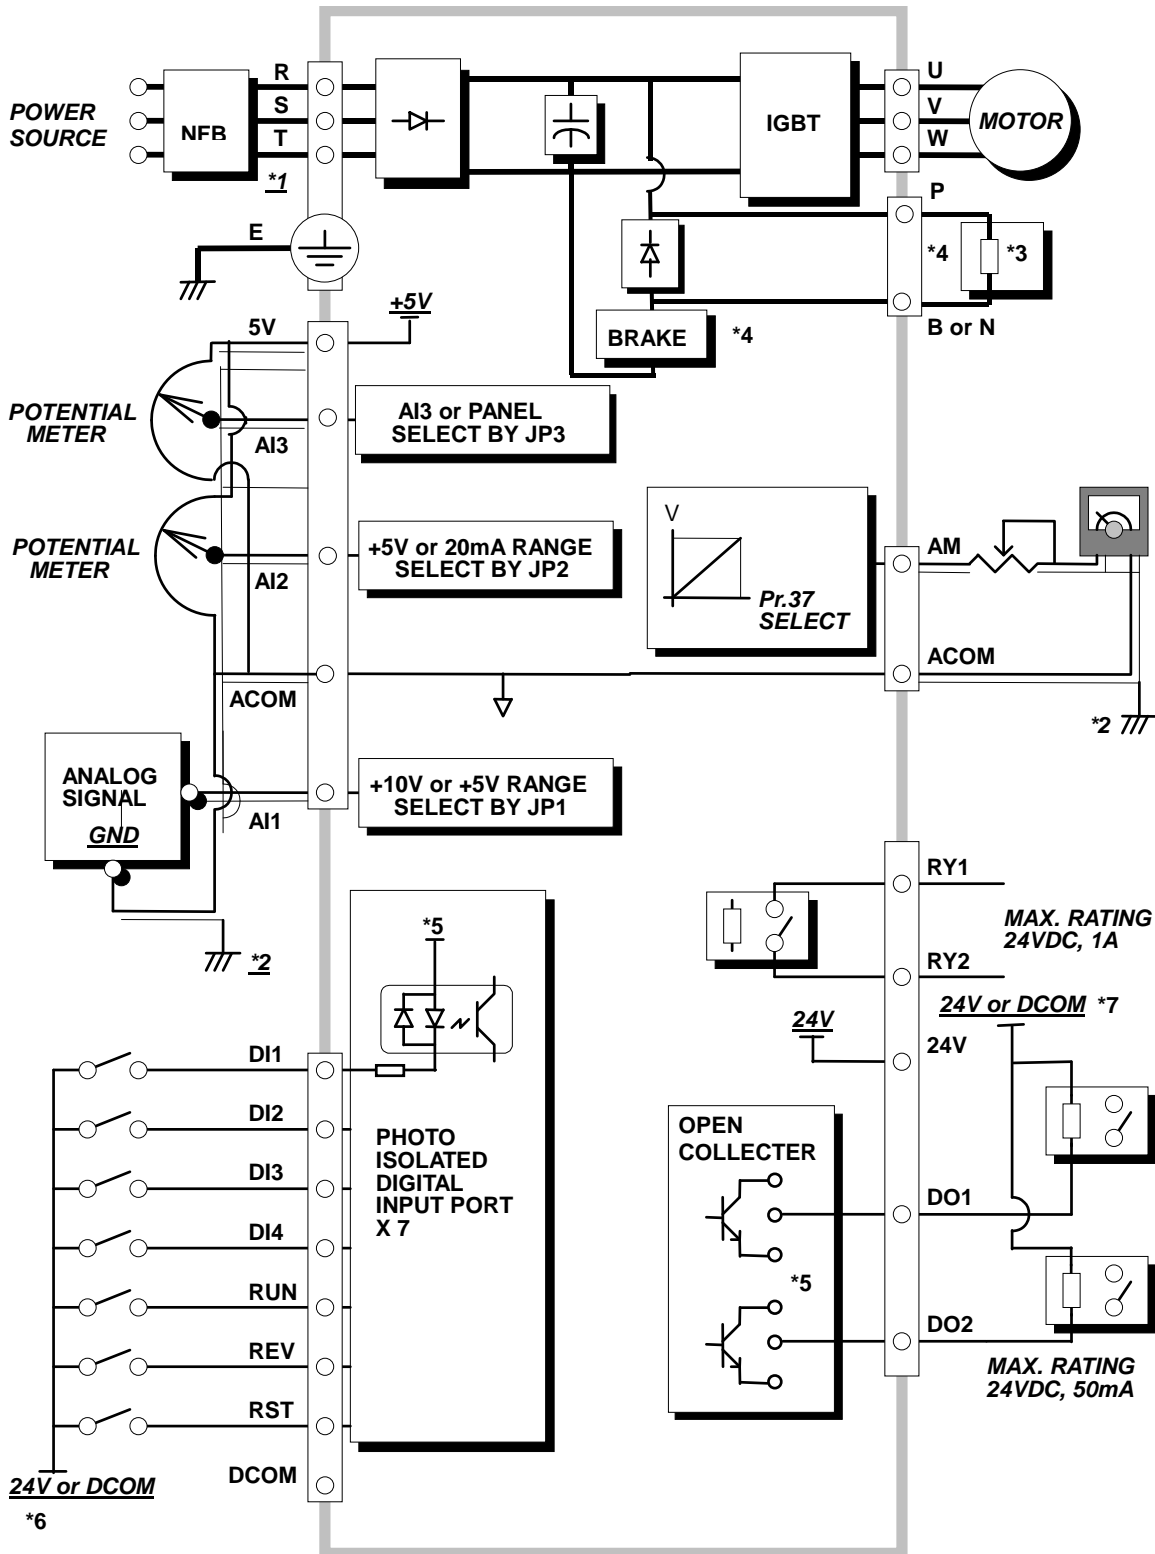 POWER
SOURCE
NFB
R
S
T
*1
E
IGBT
U
V
W
MOTOR
P
*4
*3
B or N
BRAKE
*4
+5V
5V
POTENTIAL
METER
AI3
AI3 or PANEL
SELECT BY JP3
POTENTIAL
METER
AI2
+5V or 20mA RANGE
SELECT BY JP2
V
Pr.37
SELECT
AM
ACOM
ACOM
*2
ANALOG
SIGNAL
GND
AI1
+10V or +5V RANGE
SELECT BY JP1
*2
*5
RY1
MAX. RATING
24VDC, 1A
RY2
24V
24V or DCOM *7
24V
DI1
DI2
DI3
DI4
RUN
REV
RST
DCOM
PHOTO
ISOLATED
DIGITAL
INPUT PORT
X 7
OPEN
COLLECTER
*5
DO1
DO2
MAX. RATING
24VDC, 50mA
24V or DCOM
*6